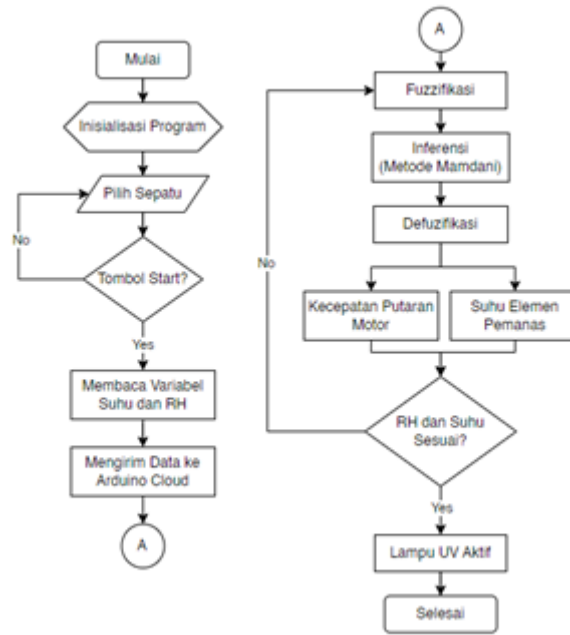 Mulai
Inisialisasi Program
Pilih Sepatu
No
Tombol Start?
Yes
Membaca Variabel
Suhu dan RH
Mengirim Data ke
Arduino Cloud
A
A
Fuzzifikasi
Inferensi
(Metode Mamdani)
Defuzifikasi
No
Kecepatan Putaran
Motor
Suhu Elemen
Pemanas
RH dan Suhu
Sesuai?
Yes
Lampu UV Aktif
Selesai